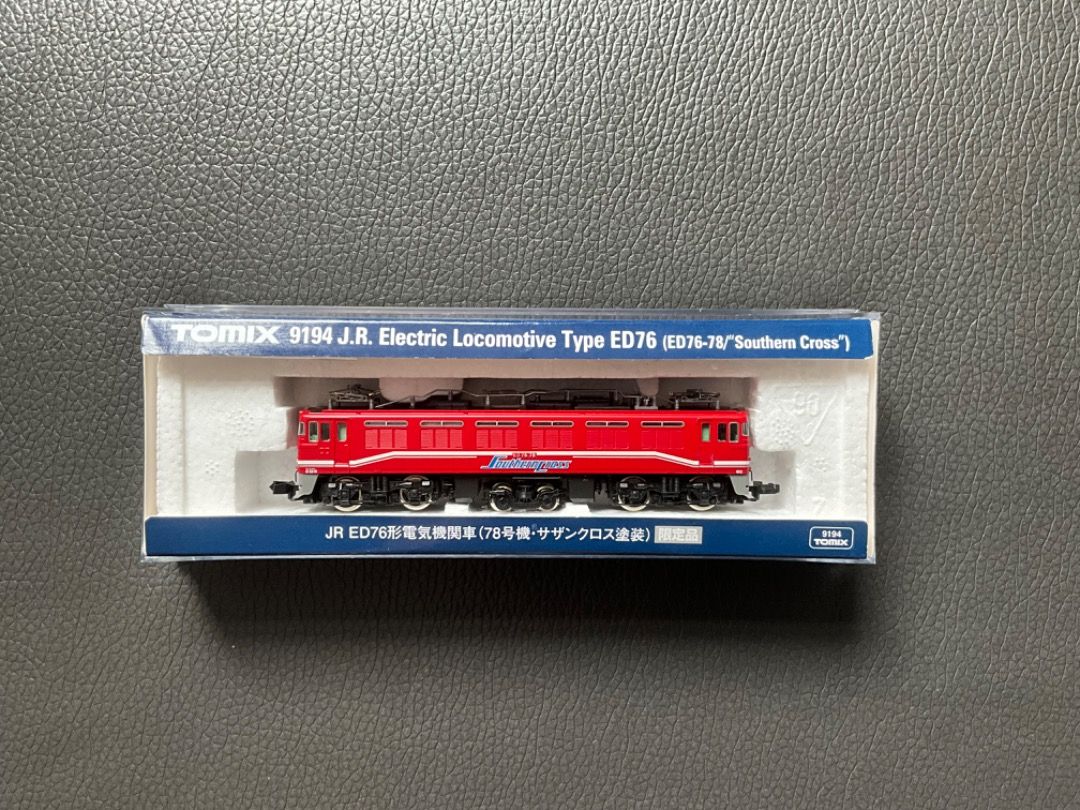 TOMIX 9194 J.R. Electric Locomotive Type ED76 (ED76-78/"Southern Cross")
Southern Cross
JR ED76形電気機関車(78号機・サザンクロス塗装) 限定品
9194
TOMIX